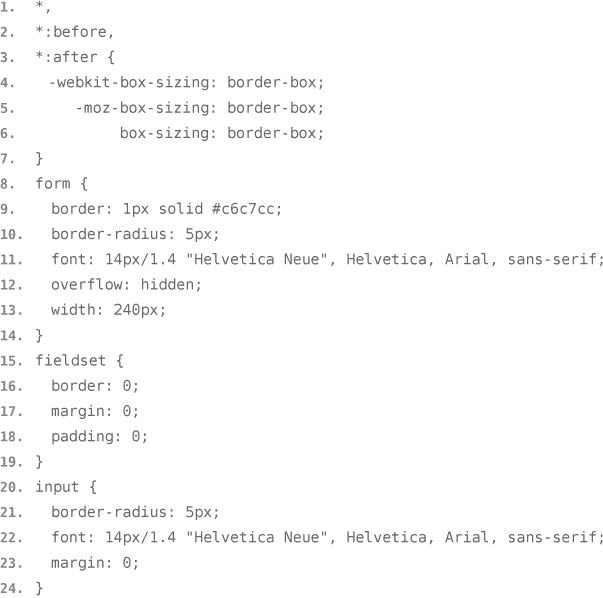 1. *,
2. *:before,
3. *:after {
4. -webkit-box-sizing: border-box;
5. -moz-box-sizing: border-box;
6. box-sizing: border-box;
7. }
8. form {
9. border: 1px solid #c6c7cc;
10. border-radius: 5px;
11. font: 14px/1.4 "Helvetica Neue", Helvetica, Arial, sans-serif;
12. overflow: hidden;
13. width: 240px;
14. }
15. fieldset {
16. border: 0;
17. margin: 0;
18. padding: 0;
19. }
20. input {
21. border-radius: 5px;
22. font: 14px/1.4 "Helvetica Neue", Helvetica, Arial, sans-serif;
23. margin: 0;
24. }